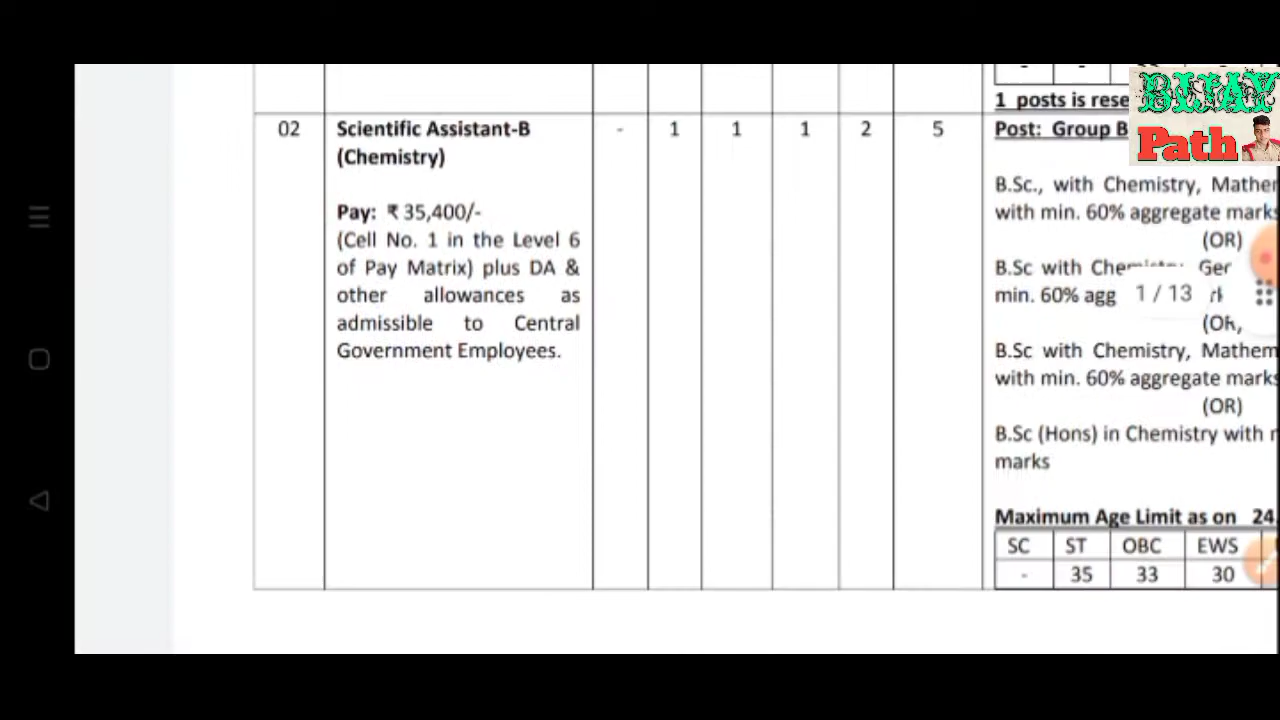 1 posts is rese
BIJAY
Path
02 Scientific Assistant-B - 1 1 1 2 5 Post: Group B
(Chemistry)
Pay: ₹ 35,400/-
(Cell No. 1 in the Level 6
of Pay Matrix) plus DA &
other allowances as
admissible to Central
Government Employees.
B.Sc., with Chemistry, Mather
with min. 60% aggregate marks
(OR)
B.Sc with Ger
min. 60% agg
1 / 13
B.Sc with Chemistry, Mathem
with min. 60% aggregate marks
(OR)
B.Sc (Hons) in Chemistry with
marks
Maximum Age Limit as on 24
SC ST OBC EWS
- 35 33 30